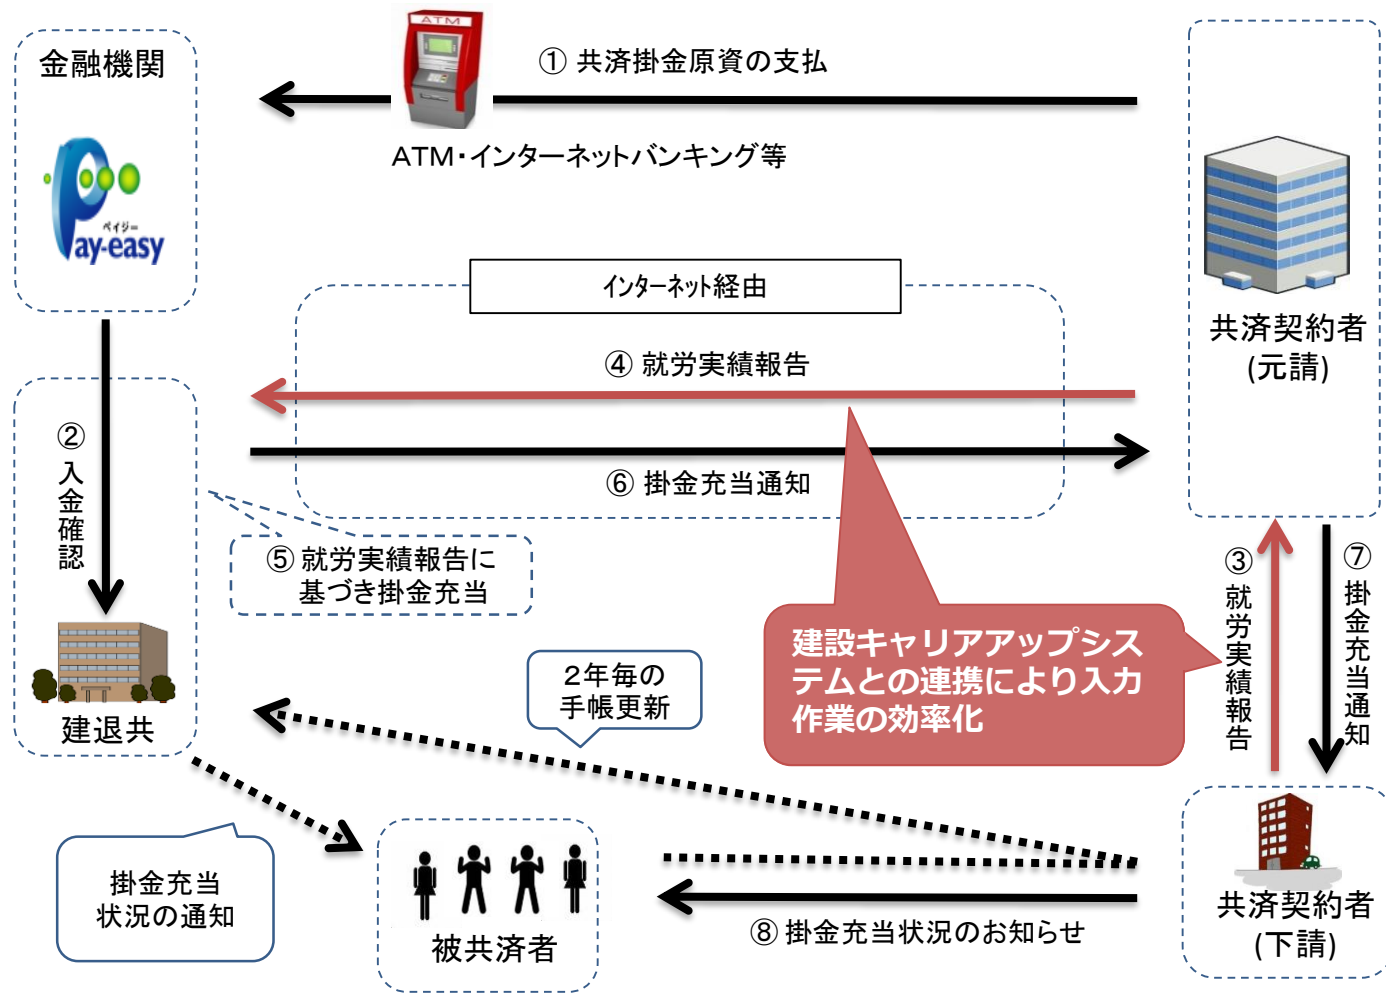 金融機関
ATM
① 共済掛金原資の支払
ATM・インターネットバンキング等
ペイジー
Pay-easy
インターネット経由
共済契約者
(元請)
④ 就労実績報告
⑥ 掛金充当通知
②入金確認
⑤ 就労実績報告に
基づき掛金充当
③就労実績報告
⑦掛金充当通知
建設キャリアアップシス
テムとの連携により入力
作業の効率化
2年毎の
手帳更新
建退共
掛金充当
状況の通知
被共済者
⑧ 掛金充当状況のお知らせ
共済契約者
(下請)